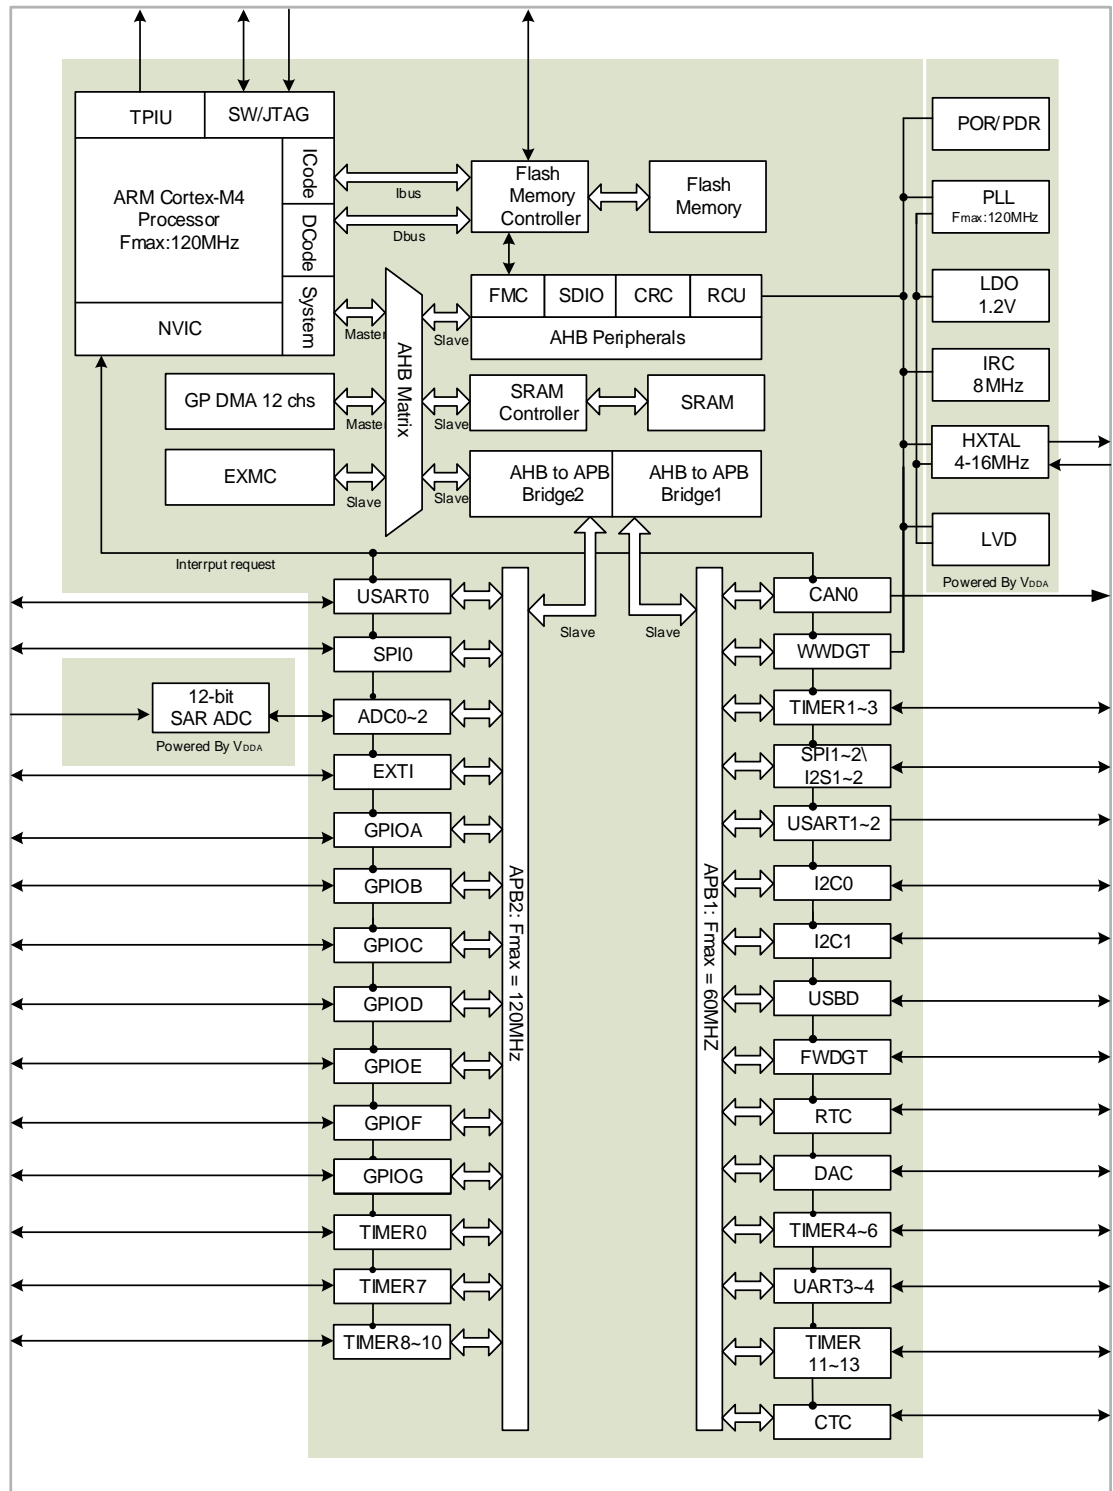 TPIU
SW/JTAG
POR/PDR
ARM Cortex-M4
Processor
Fmax:120MHz
ICode
DCode
System
NVIC
Ibus
Dbus
Flash
Memory
Controller
Flash
Memory
PLL
Fmax:120MHz
FMC
SDIO
CRC
RCU
AHB Peripherals
LDO
1.2V
Master
Slave
AHB Matrix
IRC
8MHz
GP DMA 12 chs
Master
Slave
SRAM
Controller
SRAM
HXTAL
4-16MHz
EXMC
Slave
Slave
AHB to APB
Bridge2
AHB to APB
Bridge1
LVD
Powered By VDDA
Interrput request
USART0
SPI0
12-bit
SAR ADC
Powered By VDDA
ADC0~2
EXTI
GPIOA
GPIOB
GPIOC
GPIOD
GPIOE
GPIOF
GPIOG
TIMER0
TIMER7
TIMER8~10
APB2: Fmax = 120MHz
Slave
Slave
APB1: Fmax = 60MHZ
CAN0
WWDGT
TIMER1~3
SPI1~2\
I2S1~2
USART1~2
I2C0
I2C1
USBD
FWDGT
RTC
DAC
TIMER4~6
UART3~4
TIMER
11~13
CTC